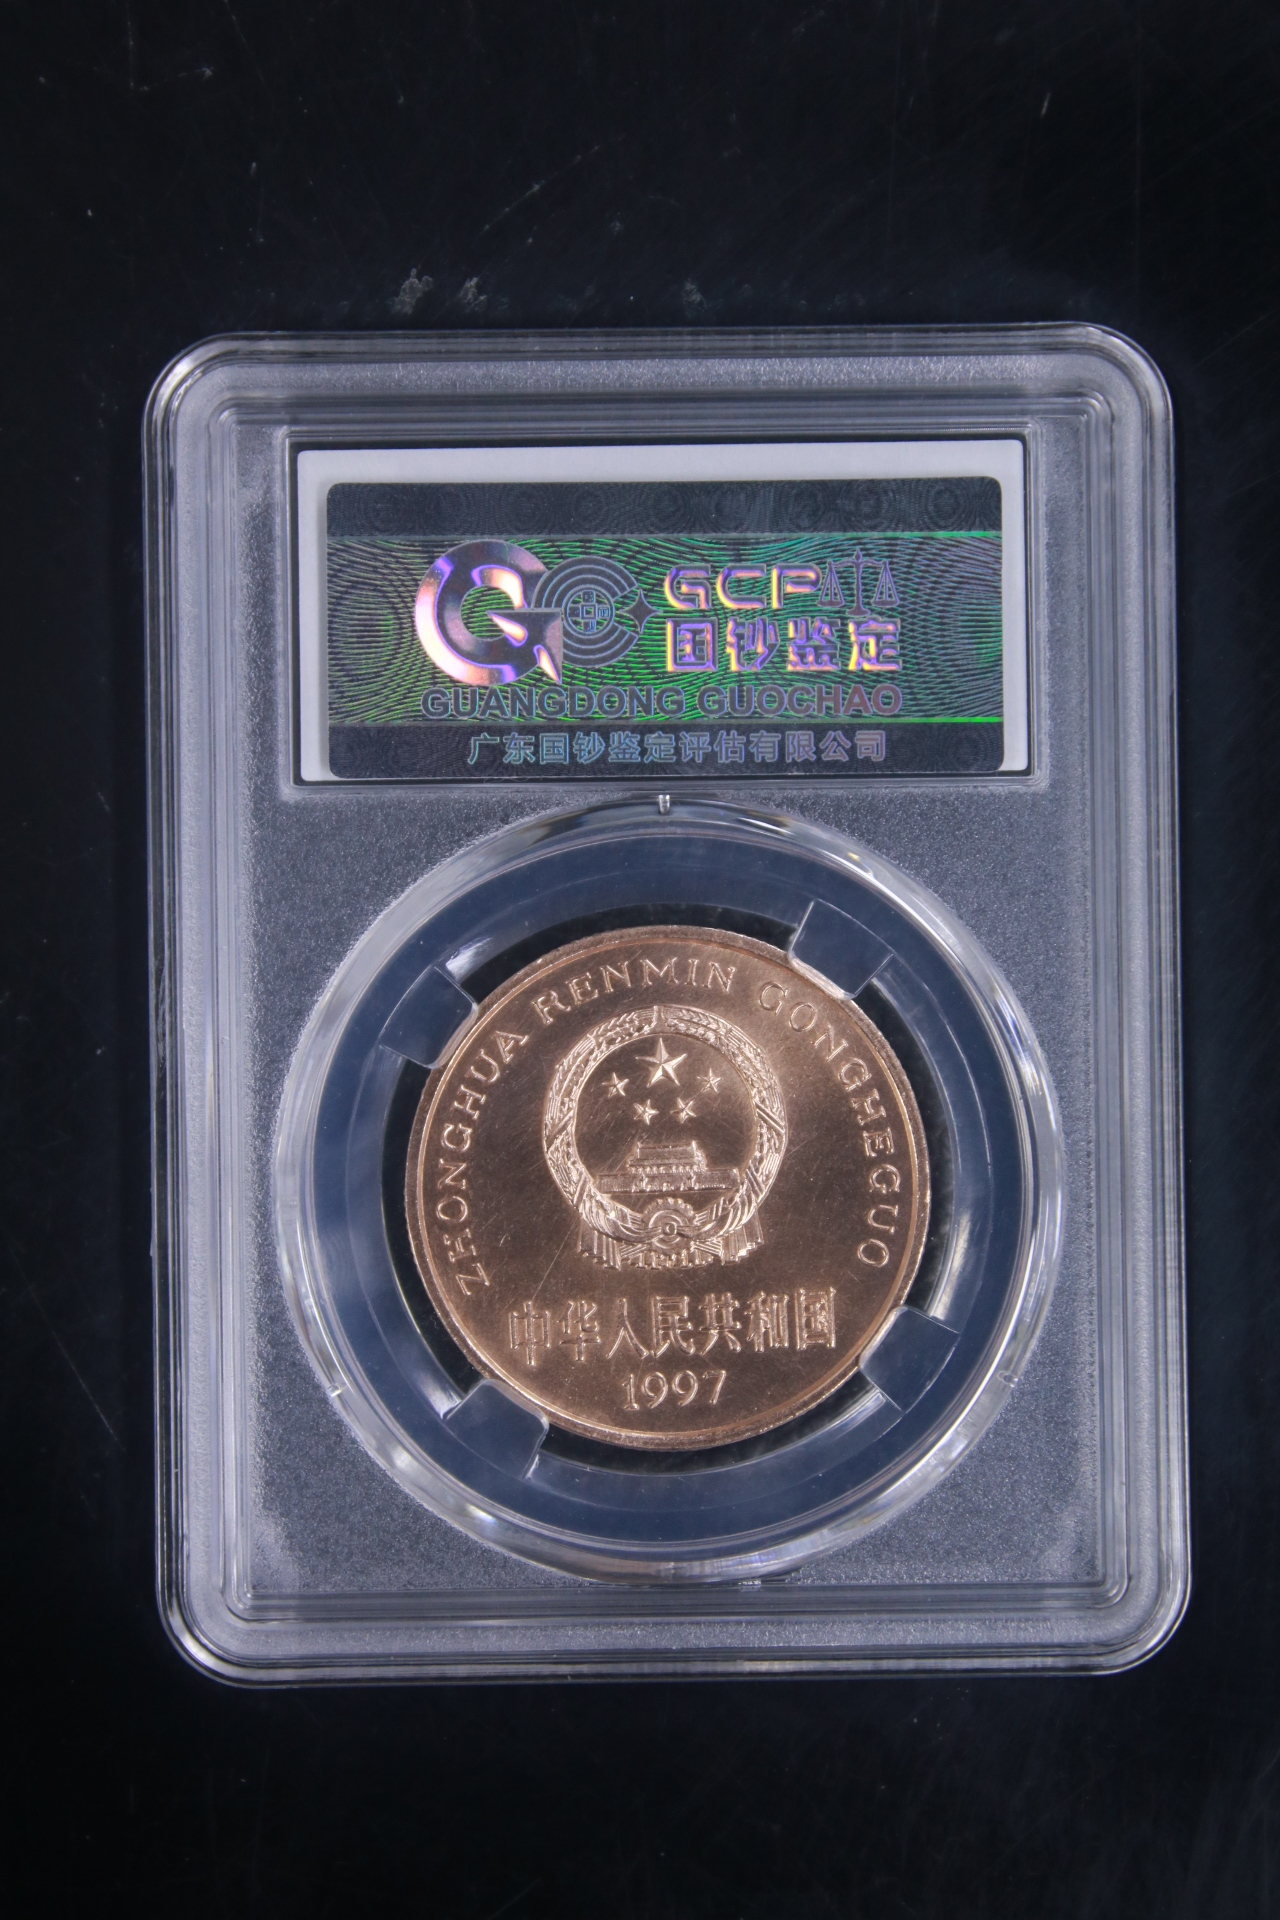 GCP
国钞鉴定
GUANGDONG GUOCHAO
广东国钞鉴定评估有限公司
ZHONGHUA RENMIN GONGHEGUO
中华人民共和国
1997